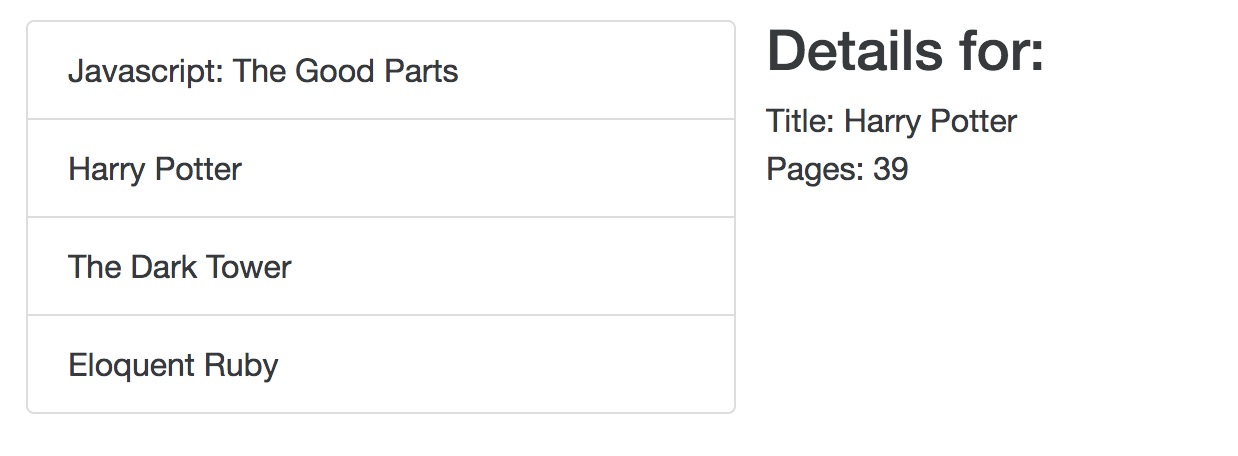 Javascript: The Good Parts
Harry Potter
The Dark Tower
Eloquent Ruby
Details for:
Title: Harry Potter
Pages: 39